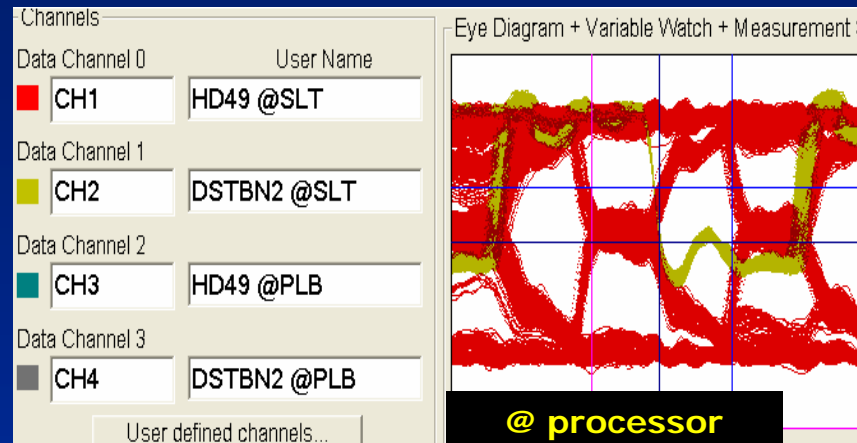 Channels
Data Channel 0 User Name
CH1 HD49 @SLT
Data Channel 1
CH2 DSTBN2 @SLT
Data Channel 2
CH3 HD49 @PLB
Data Channel 3
CH4 DSTBN2 @PLB
User defined channels...
Eye Diagram + Variable Watch + Measurement
@ processor